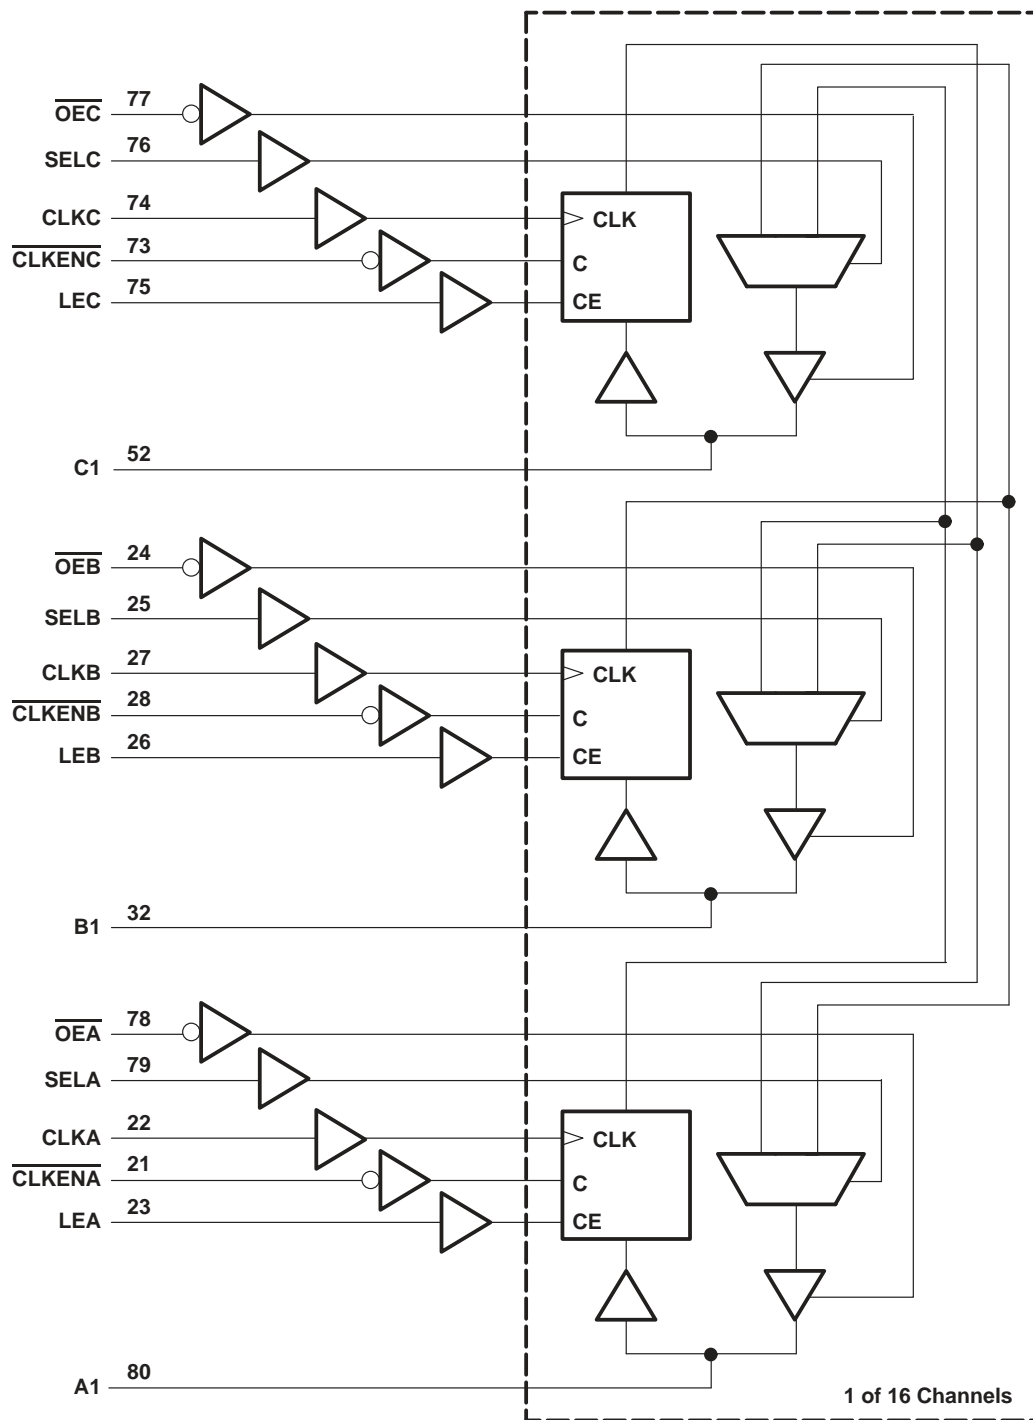 OEC 77
SELC 76
CLKC 74
CLKENC 73
LEC 75
CLK
C
CE
C1 52
OEB 24
SELB 25
CLKB 27
CLKENB 28
LEB 26
CLK
C
CE
B1 32
OEA 78
SELA 79
CLKA 22
CLKENA 21
LEA 23
CLK
C
CE
A1 80
1 of 16 Channels